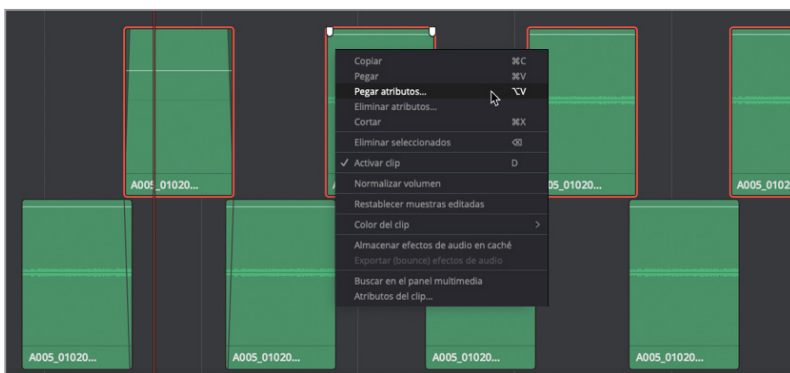 Copiar ⌘C
Pegar ⌘V
Pegar atributos... ⌥V
Eliminar atributos...
Cortar ⌘X
Eliminar seleccionados ⌫
✓ Activar clip D
Normalizar volumen
Restablecer muestras editadas
Color del clip >
Almacenar efectos de audio en caché
Exportar (bounce) efectos de audio
Buscar en el panel multimedia
Atributos del clip...
A005_01020...
05_01020...
A005_0102
A005_01020...
A005_01020...
A005_01020...
A005_01020...